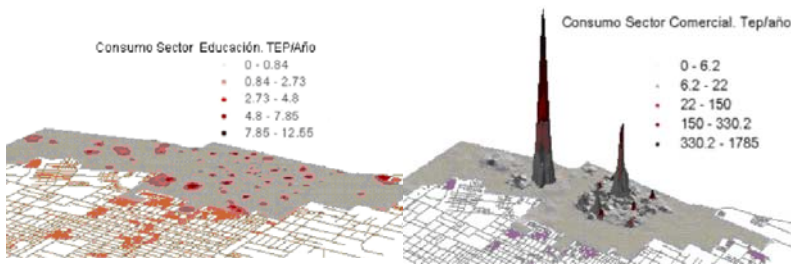 Consumo Sector Educación. TEP/Año
0 - 0.84
0.84 - 2.73
2.73 - 4.8
4.8 - 7.85
7.85 - 12.55
Consumo Sector Comercial. Tep/año
0 - 6.2
6.2 - 22
22 - 150
150 - 330.2
330.2 - 1785